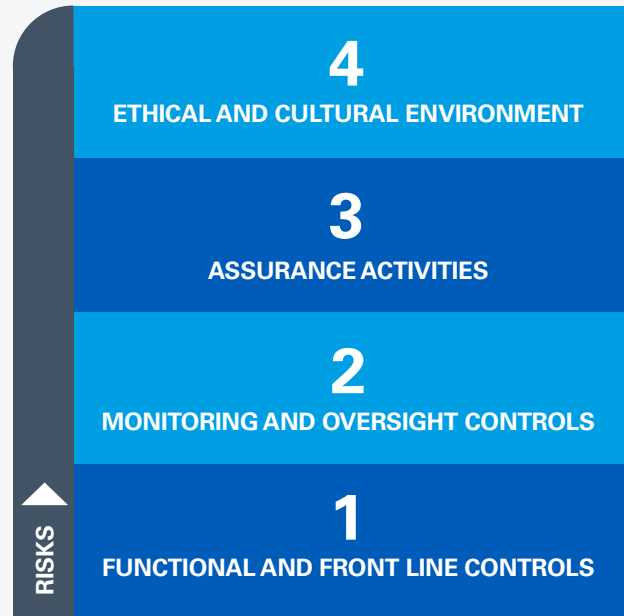 4
ETHICAL AND CULTURAL ENVIRONMENT
3
ASSURANCE ACTIVITIES
2
MONITORING AND OVERSIGHT CONTROLS
1
FUNCTIONAL AND FRONT LINE CONTROLS
RISKS